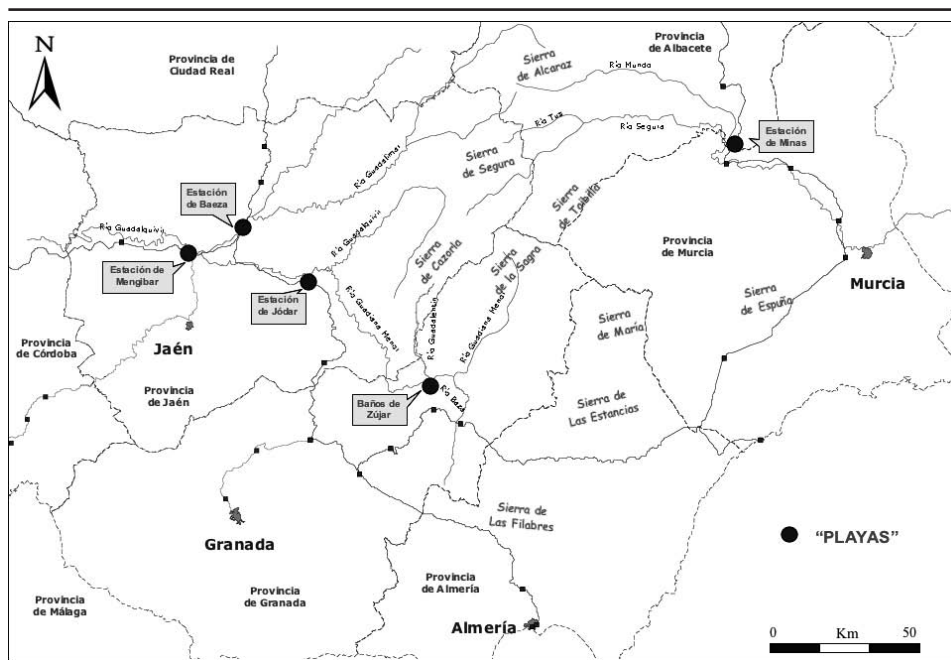 N
Provincia de
Ciudad Real
Provincia
de Albacete
Sierra
de Alcaraz
Río Mundo
Río Tus
Río Segura
Estación
de Minas
Río Guadalimar
Sierra
de Segura
Estación
de Baeza
Río Guadalquivir
Río Guadalquivir
Sierra
de Taibilla
Sierra
de Cazorla
Sierra
de la Sagra
Provincia
de Murcia
Estación de
Mengibar
Estación
de Jódar
Murcia
Río Guadiana Menor
Río Guadalentín
Río Guadiana Menor
Sierra
de Espuña
Sierra
de María
Provincia
de Córdoba
Jaén
Provincia
de Jaén
Baños de
Zújar
Río Baza
Sierra de
Las Estancias
Sierra de
Las Filabres
Granada
"PLAYAS"
Provincia
de Málaga
Provincia
de Granada
Provincia
de Almería
Almería
0 Km 50